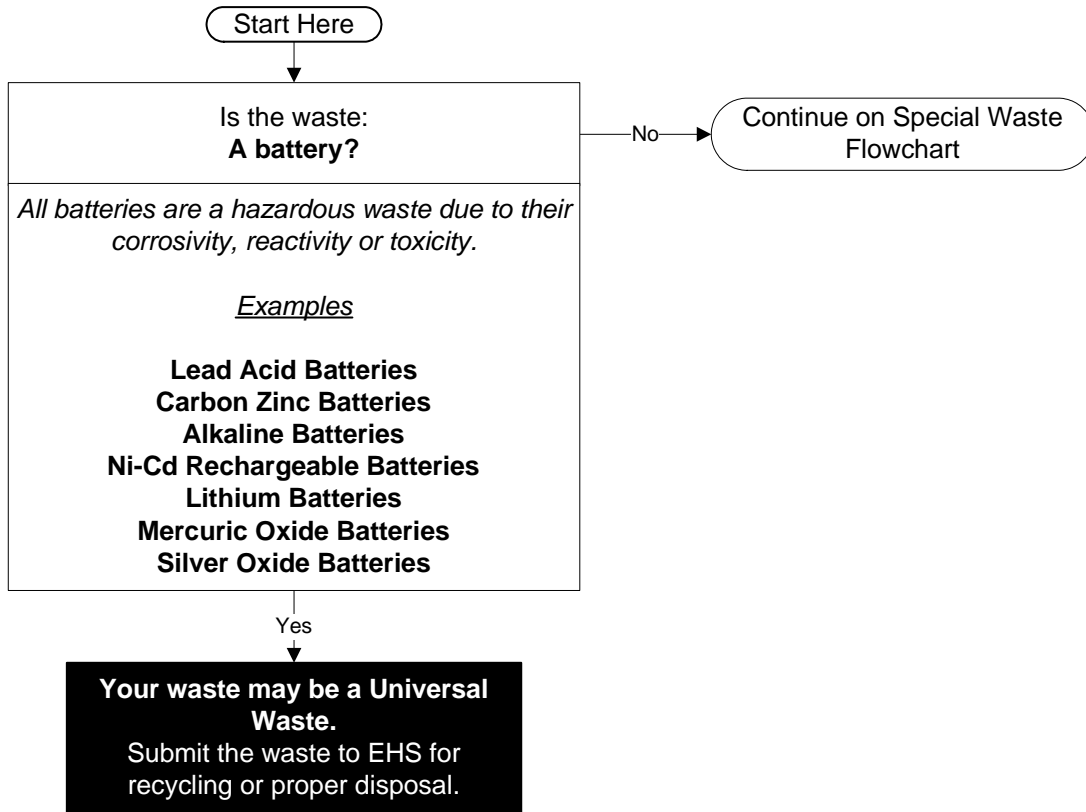 Start Here
Is the waste:
A battery?
No
Continue on Special Waste
Flowchart
All batteries are a hazardous waste due to their
corrosivity, reactivity or toxicity.
Examples
Lead Acid Batteries
Carbon Zinc Batteries
Alkaline Batteries
Ni-Cd Rechargeable Batteries
Lithium Batteries
Mercuric Oxide Batteries
Silver Oxide Batteries
Yes
Your waste may be a Universal
Waste.
Submit the waste to EHS for
recycling or proper disposal.